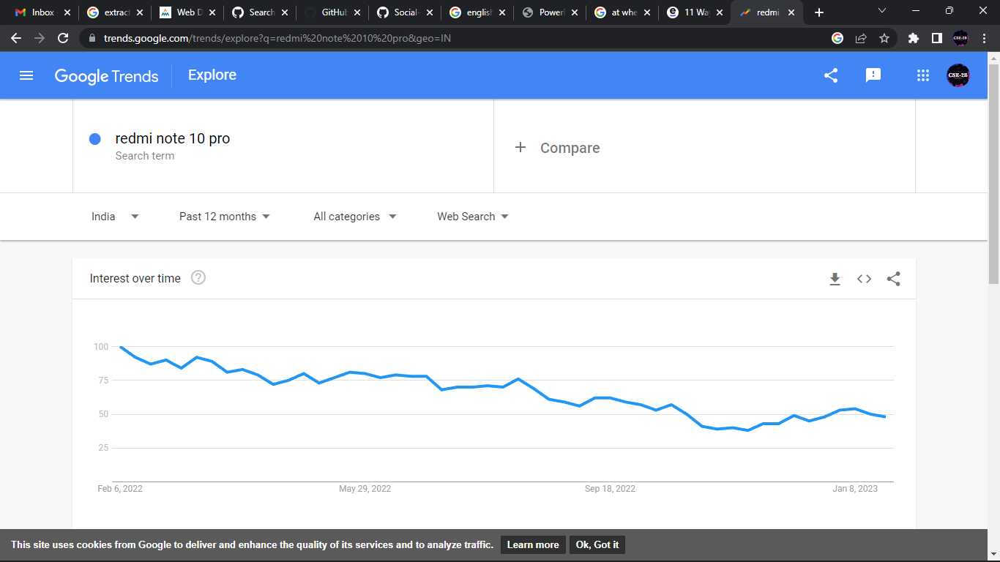 Inbox
extract
Web D
Search
GitHub
Social-
english
Power
at whe
11 Wa
redmi
trends.google.com/trends/explore?q=redmi%20note%2010%20pro&geo=IN
CSE-2B
Google Trends
Explore
CSE-2B
redmi note 10 pro
Search term
+ Compare
India
Past 12 months
All categories
Web Search
Interest over time
100
75
50
25
Feb 6, 2022
May 29, 2022
Sep 18, 2022
Jan 8, 2023
This site uses cookies from Google to deliver and enhance the quality of its services and to analyze traffic.
Learn more
Ok, Got it